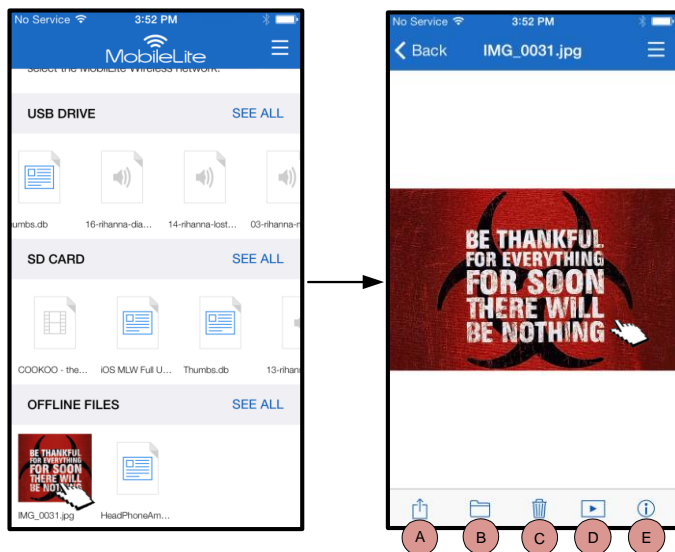 No Service 3:52 PM
MobileLite
select the MobiLite Wireless network.
USB DRIVE SEE ALL
umbs.db 16-rihanna-dia... 14-rihanna-lost... 03-rihanna-r
SD CARD SEE ALL
COOKOO - the... iOS MLW Full U... Thumbs.db 13-rihan
OFFLINE FILES SEE ALL
BE THANKFUL
FOR EVERYTHING
FOR SOON
THERE WILL
BE NOTHING
IMG_0031.jpg HeadPhoneAm...
No Service 3:52 PM
Back IMG_0031.jpg
BE THANKFUL
FOR EVERYTHING
FOR SOON
THERE WILL
BE NOTHING
A B C D E